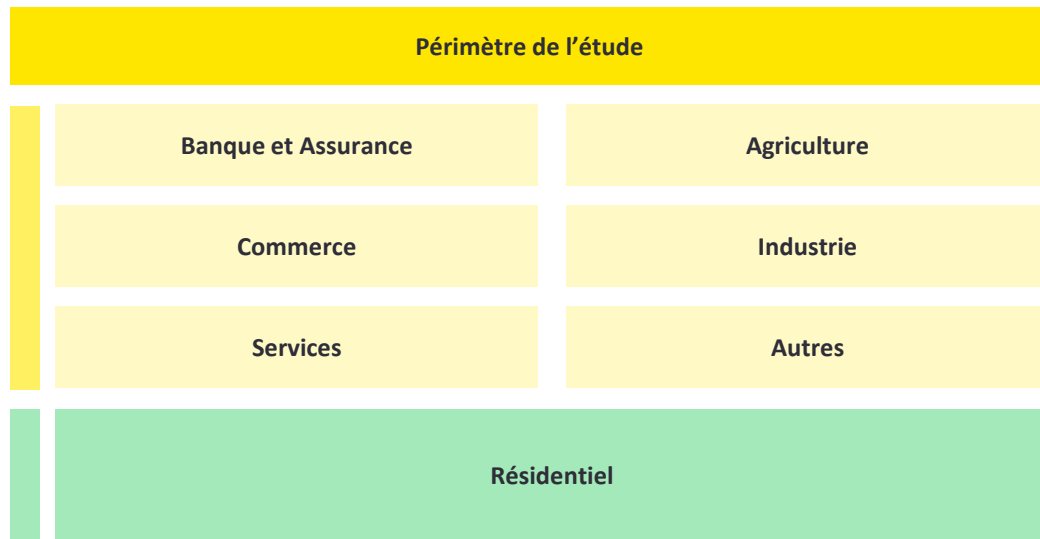 Périmètre de l’étude
Banque et Assurance
Agriculture
Commerce
Industrie
Services
Autres
Résidentiel